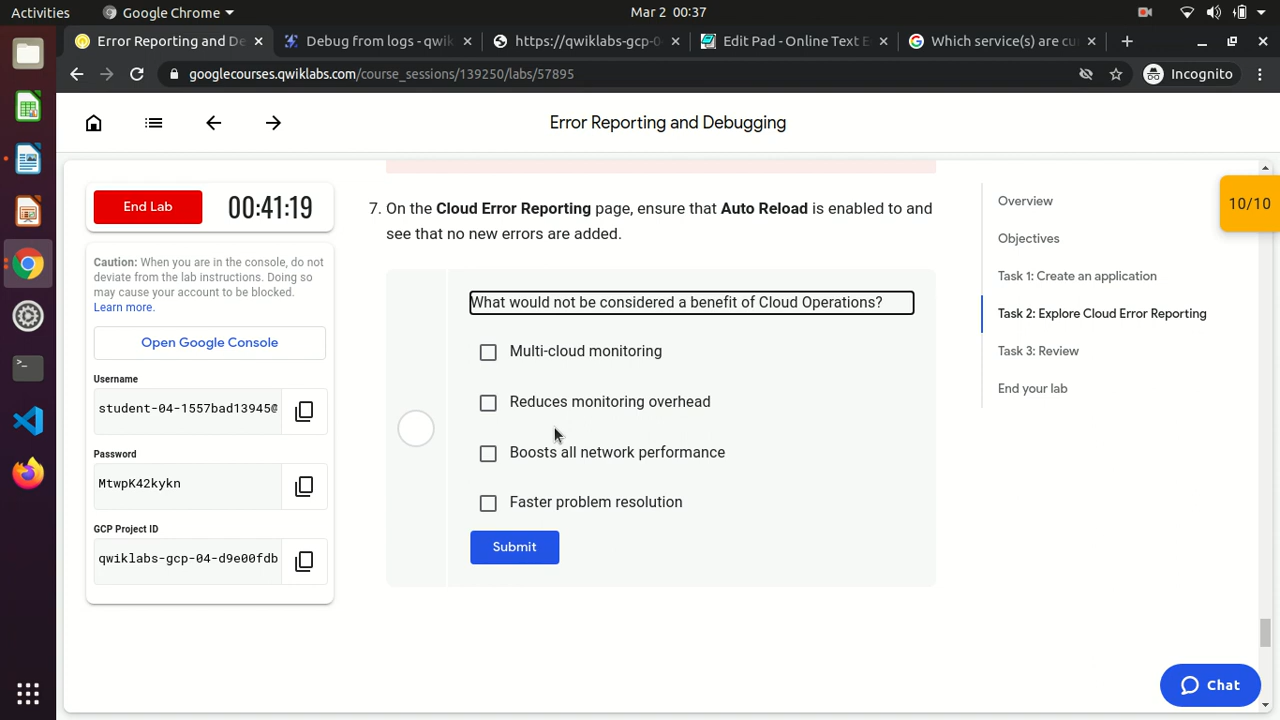 Activities
Google Chrome
Mar 2 00:37
Error Reporting and De
Debug from logs - qwik
https://qwiklabs-gcp-0
Edit Pad - Online Text E
Which service(s) are cu
googlecourses.qwiklabs.com/course_sessions/139250/labs/57895
Incognito
Error Reporting and Debugging
End Lab
00:41:19
Caution: When you are in the console, do not
deviate from the lab instructions. Doing so
may cause your account to be blocked.
Learn more.
Open Google Console
Username
student-04-1557bad13945@
Password
MtwpK42kykn
GCP Project ID
qwiklabs-gcp-04-d9e00fdb
7. On the Cloud Error Reporting page, ensure that Auto Reload is enabled to and
see that no new errors are added.
What would not be considered a benefit of Cloud Operations?
Multi-cloud monitoring
Reduces monitoring overhead
Boosts all network performance
Faster problem resolution
Submit
Overview
Objectives
Task 1: Create an application
Task 2: Explore Cloud Error Reporting
Task 3: Review
End your lab
10/10
Chat